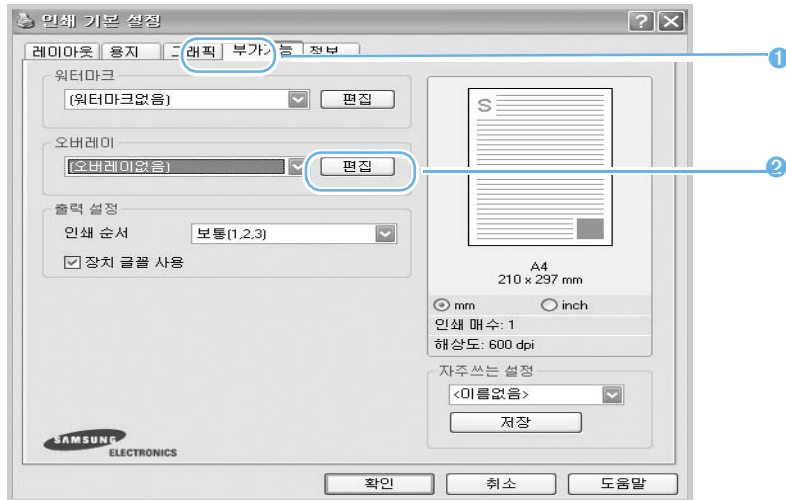 인쇄 기본 설정
레이아웃 용지 그래픽 부가기능 정보
1
워터마크
(워터마크없음) 편집
오버레이
(오버레이없음) 편집
2
출력 설정
인쇄 순서 보통(1,2,3)
장치 글꼴 사용
S
A4
210 x 297 mm
mm inch
인쇄 매수: 1
해상도: 600 dpi
자주쓰는 설정
<이름없음>
저장
SAMSUNG
ELECTRONICS
확인 취소 도움말